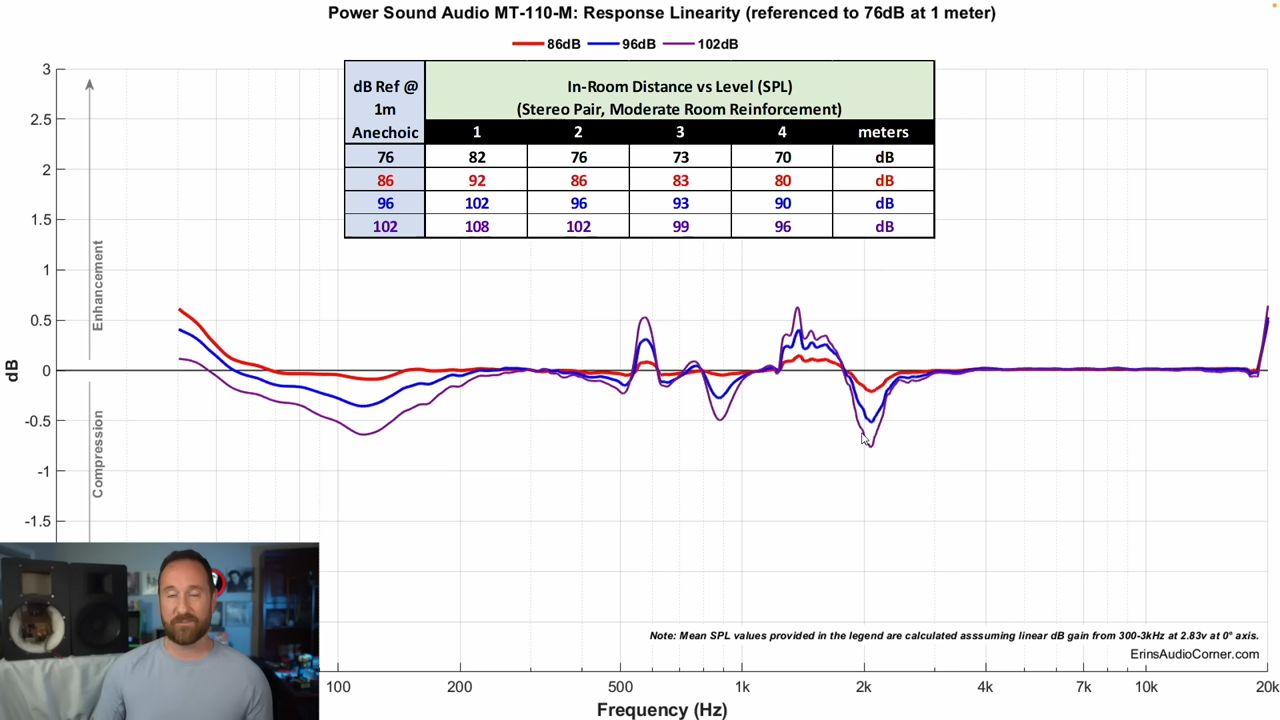 Power Sound Audio MT-110-M: Response Linearity (referenced to 76dB at 1 meter)
86dB 96dB 102dB
dB Ref @ 1m Anechoic
In-Room Distance vs Level (SPL)
(Stereo Pair, Moderate Room Reinforcement)
1 2 3 4 meters
76 82 76 73 70 dB
86 92 86 83 80 dB
96 102 96 93 90 dB
102 108 102 99 96 dB
3
2.5
2
1.5
1
0.5
0
-0.5
-1
-1.5
dB
Enhancement
Compression
Note: Mean SPL values provided in the legend are calculated asssuming linear dB gain from 300-3kHz at 2.83v at 0° axis.
ErinsAudioCorner.com
100 200 500 1k 2k 4k 7k 10k 20k
Frequency (Hz)